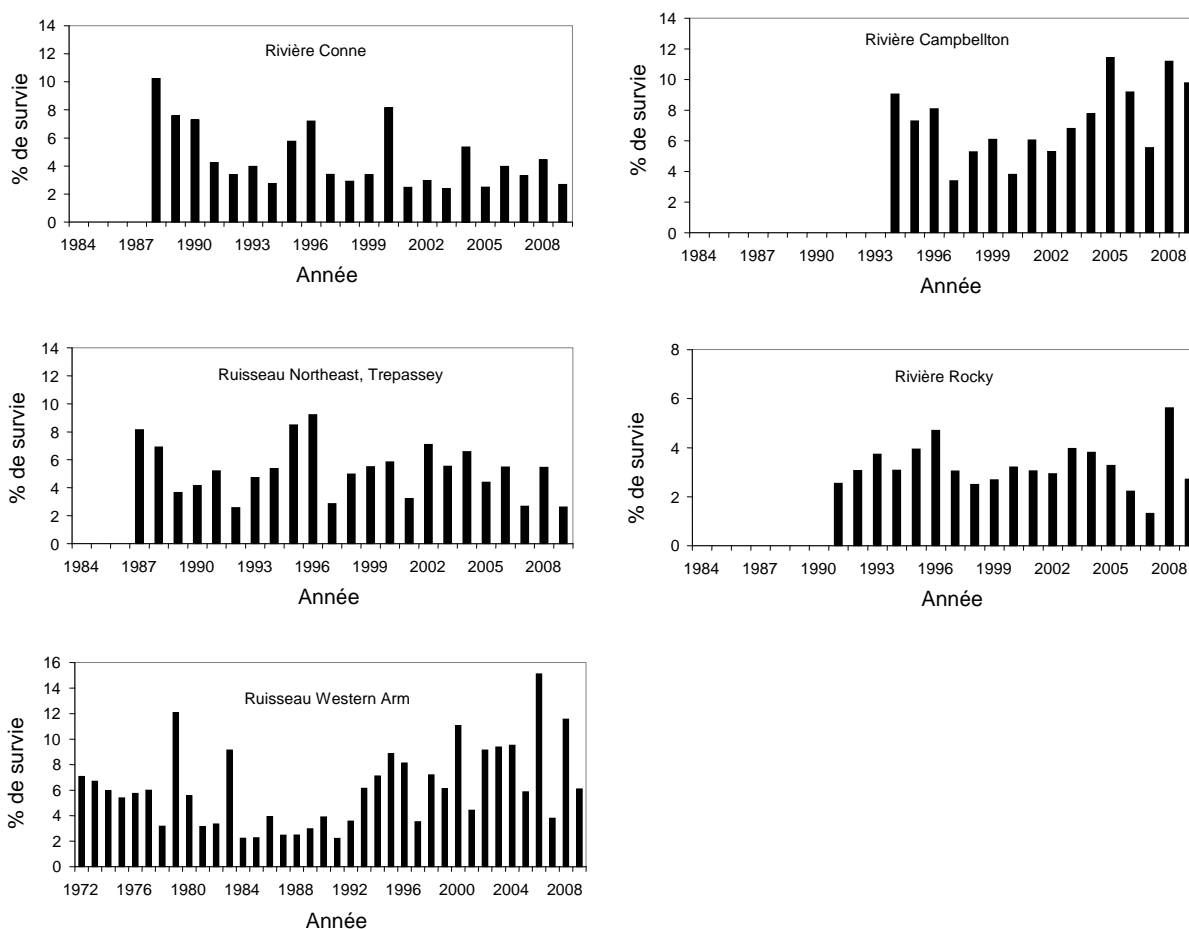 Rivière Conne
% de survie
14
12
10
8
6
4
2
0
1984 1987 1990 1993 1996 1999 2002 2005 2008
Année
Rivière Campbellton
% de survie
14
12
10
8
6
4
2
0
1984 1987 1990 1993 1996 1999 2002 2005 2008
Année
Ruisseau Northeast, Trepassey
% de survie
14
12
10
8
6
4
2
0
1984 1987 1990 1993 1996 1999 2002 2005 2008
Année
Rivière Rocky
% de survie
8
6
4
2
0
1984 1987 1990 1993 1996 1999 2002 2005 2008
Année
Ruisseau Western Arm
% de survie
16
14
12
10
8
6
4
2
0
1972 1976 1980 1984 1988 1992 1996 2000 2004 2008
Année